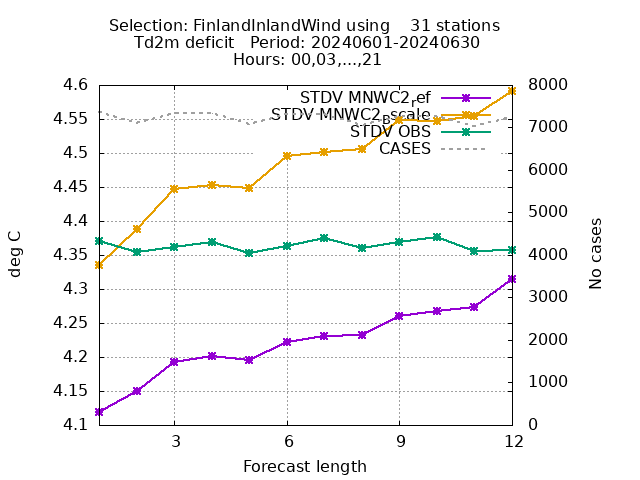 Selection: FinlandInlandWind using    31 stations
Td2m deficit   Period: 20240601-20240630
Hours: 00,03,...,21
4.6
4.55
4.5
4.45
4.4
4.35
4.3
4.25
4.2
4.15
4.1
8000
7000
6000
5000
4000
3000
2000
1000
0
STDV MNWC2_ref
STDV MNWC2_Bscale
STDV OBS
CASES
deg C
No cases
3
6
9
12
Forecast length